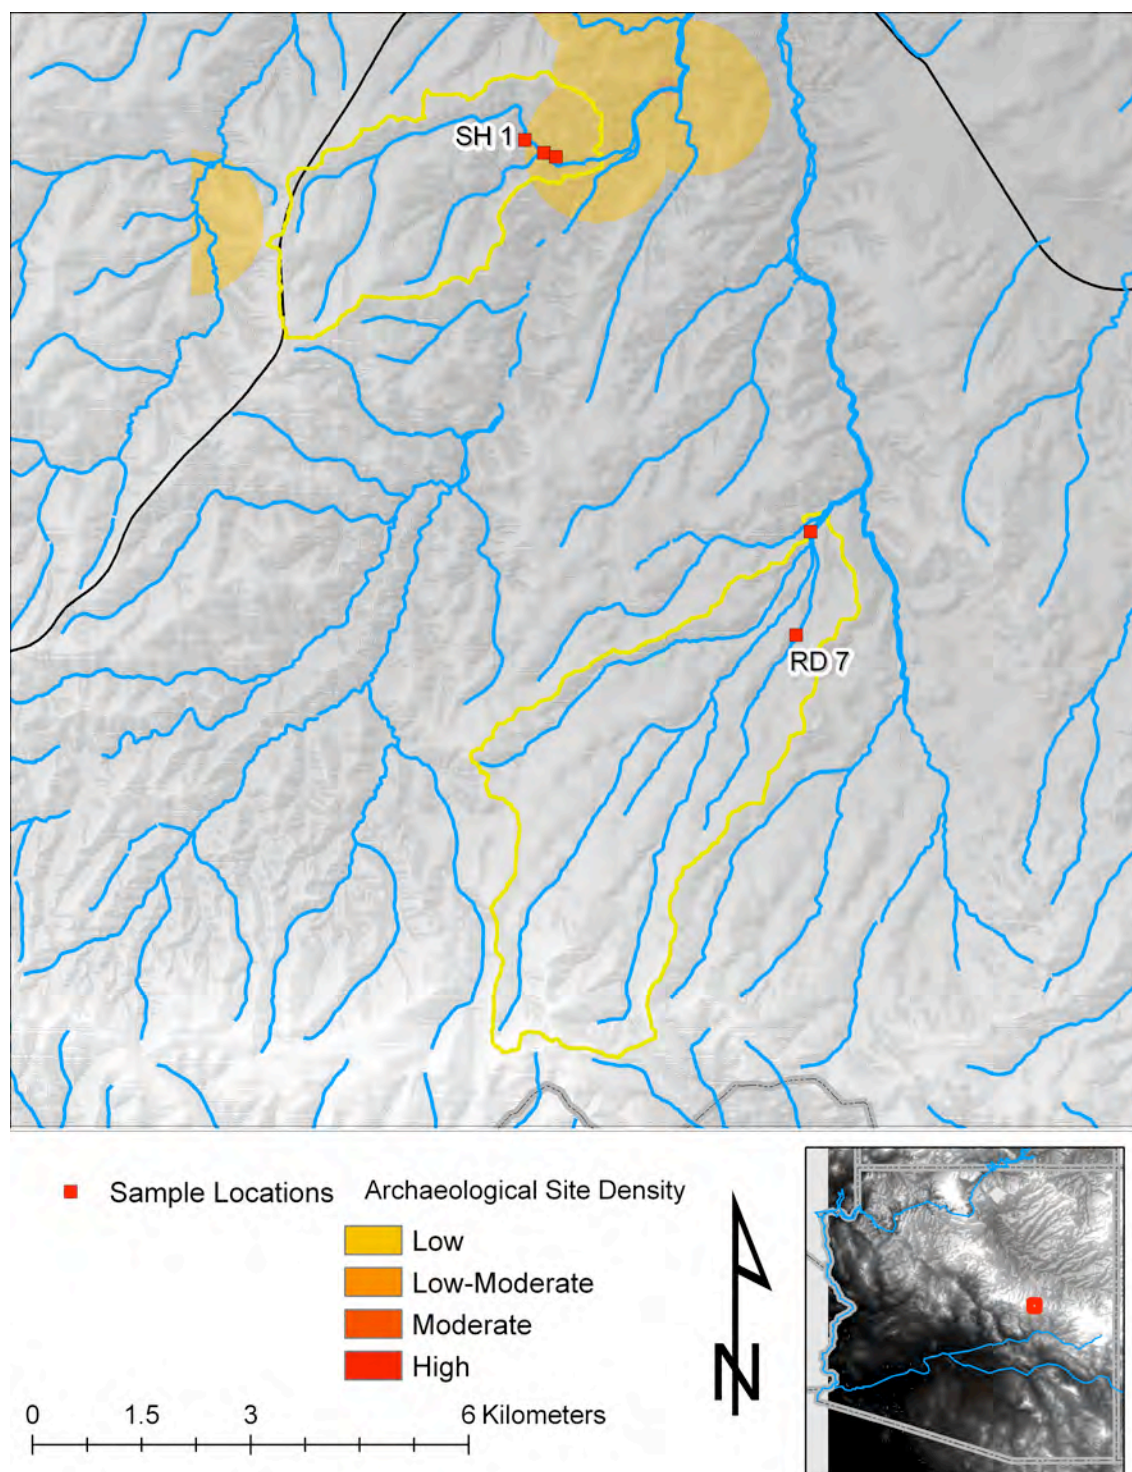 SH 1
RD 7
Sample Locations
Archaeological Site Density
Low
Low-Moderate
Moderate
High
N
0 1.5 3 6 Kilometers